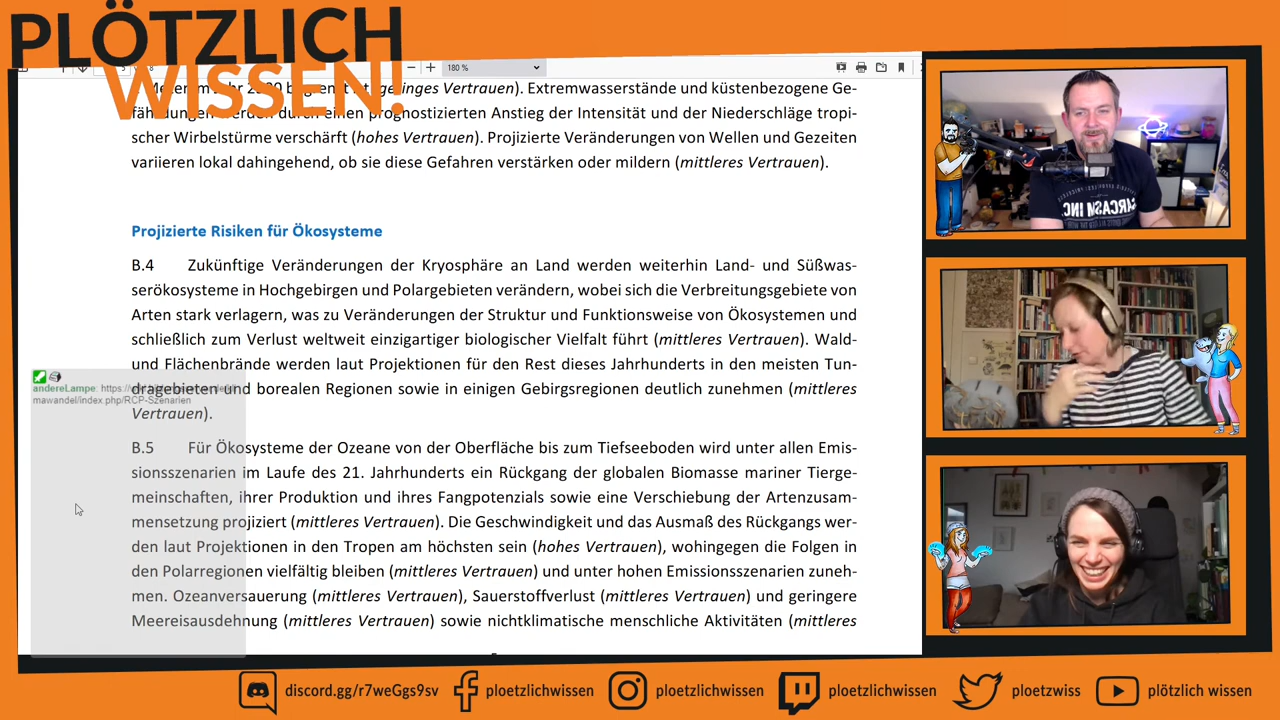 PLÖTZLICH
WISSEN!
180 %
geringes Vertrauen). Extremwasserstände und küstenbezogene Ge-
einen prognostizierten Anstieg der Intensität und der Niederschläge tropi-
scher Wirbelstürme verschärft (hohes Vertrauen). Projizierte Veränderungen von Wellen und Gezeiten
variieren lokal dahingehend, ob sie diese Gefahren verstärken oder mildern (mittleres Vertrauen).
Projizierte Risiken für Ökosysteme
B.4 Zukünftige Veränderungen der Kryosphäre an Land werden weiterhin Land- und Süßwas-
serökosysteme in Hochgebirgen und Polargebieten verändern, wobei sich die Verbreitungsgebiete von
Arten stark verlagern, was zu Veränderungen der Struktur und Funktionsweise von Ökosystemen und
schließlich zum Verlust weltweit einzigartiger biologischer Vielfalt führt (mittleres Vertrauen). Wald-
und Flächenbrände werden laut Projektionen für den Rest dieses Jahrhunderts in den meisten Tun-
dragebieten und borealen Regionen sowie in einigen Gebirgsregionen deutlich zunehmen (mittleres
Vertrauen).
andereLampe: https://
mawandel/index.php/RCP-Szenarien
B.5 Für Ökosysteme der Ozeane von der Oberfläche bis zum Tiefseeboden wird unter allen Emis-
sionsszenarien im Laufe des 21. Jahrhunderts ein Rückgang der globalen Biomasse mariner Tierge-
meinschaften, ihrer Produktion und ihres Fangpotenzials sowie eine Verschiebung der Artenzusam-
mensetzung projiziert (mittleres Vertrauen). Die Geschwindigkeit und das Ausmaß des Rückgangs wer-
den laut Projektionen in den Tropen am höchsten sein (hohes Vertrauen), wohingegen die Folgen in
den Polarregionen vielfältig bleiben (mittleres Vertrauen) und unter hohen Emissionsszenarien zuneh-
men. Ozeanversauerung (mittleres Vertrauen), Sauerstoffverlust (mittleres Vertrauen) und geringere
Meereisausdehnung (mittleres Vertrauen) sowie nichtklimatische menschliche Aktivitäten (mittleres
SARCASM INC.
discord.gg/r7weGgs9sv
ploetzlichwissen
ploetzlichwissen
ploetzlichwissen
ploetzwiss
plötzlich wissen